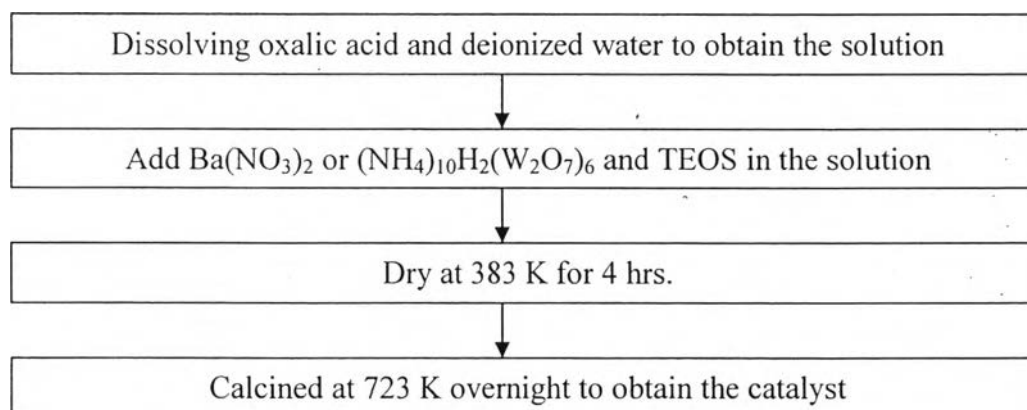 Dissolving oxalic acid and deionized water to obtain the solution
Add Ba(NO₃)₂ or (NH₄)₁₀H₂(W₂O₇)₆ and TEOS in the solution
Dry at 383 K for 4 hrs.
Calcined at 723 K overnight to obtain the catalyst